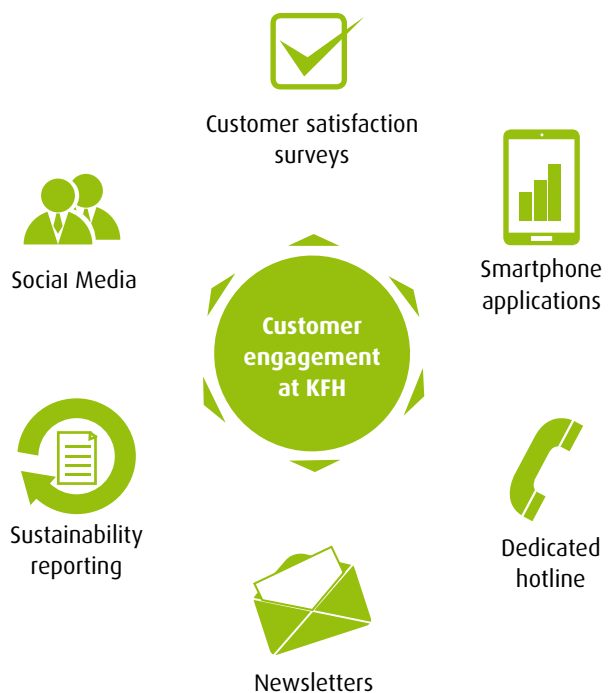 Customer satisfaction
surveys
Smartphone
applications
Social Media
Customer
engagement
at KFH
Sustainability
reporting
Dedicated
hotline
Newsletters